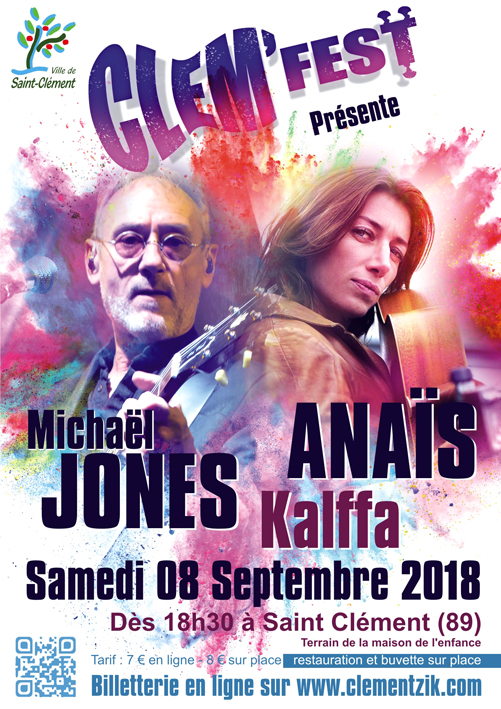 Ville de
Saint-Clément
CLEM'FEST
Présente
Michaël
JONES
ANAÏS
Kalffa
Samedi 08 Septembre 2018
Dès 18h30 à Saint Clément (89)
Terrain de la maison de l'enfance
Tarif : 7 € en ligne - 8 € sur place restauration et buvette sur place
Billetterie en ligne sur www.clementzik.com